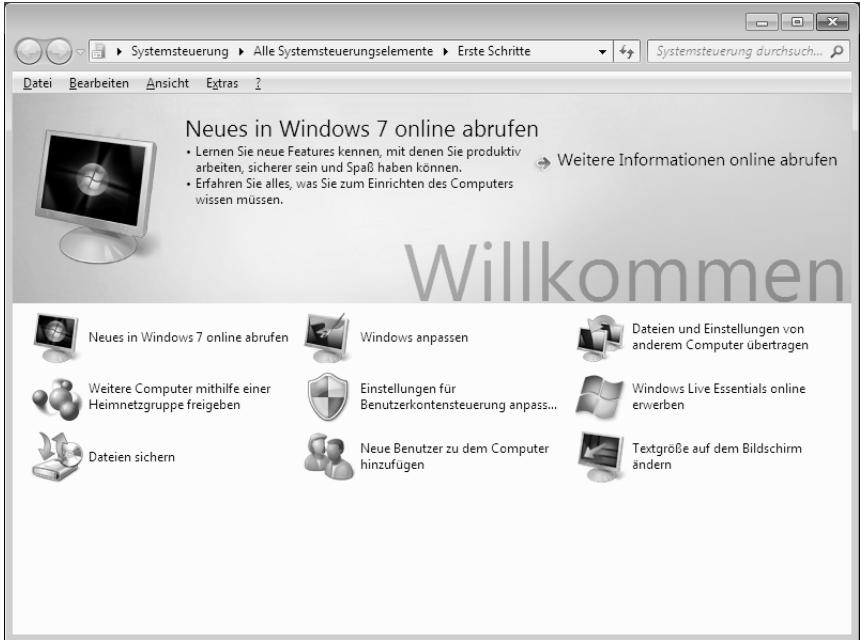 Systemsteuerung ▸ Alle Systemsteuerungselemente ▸ Erste Schritte
Systemsteuerung durchsuch...
Datei Bearbeiten Ansicht Extras ?
Neues in Windows 7 online abrufen
• Lernen Sie neue Features kennen, mit denen Sie produktiv
arbeiten, sicherer sein und Spaß haben können.
• Erfahren Sie alles, was Sie zum Einrichten des Computers
wissen müssen.
Weitere Informationen online abrufen
Willkommen
Neues in Windows 7 online abrufen
Windows anpassen
Dateien und Einstellungen von
anderem Computer übertragen
Weitere Computer mithilfe einer
Heimnetzgruppe freigeben
Einstellungen für
Benutzerkontensteuerung anpass...
Windows Live Essentials online
erwerben
Dateien sichern
Neue Benutzer zu dem Computer
hinzufügen
Textgröße auf dem Bildschirm
ändern